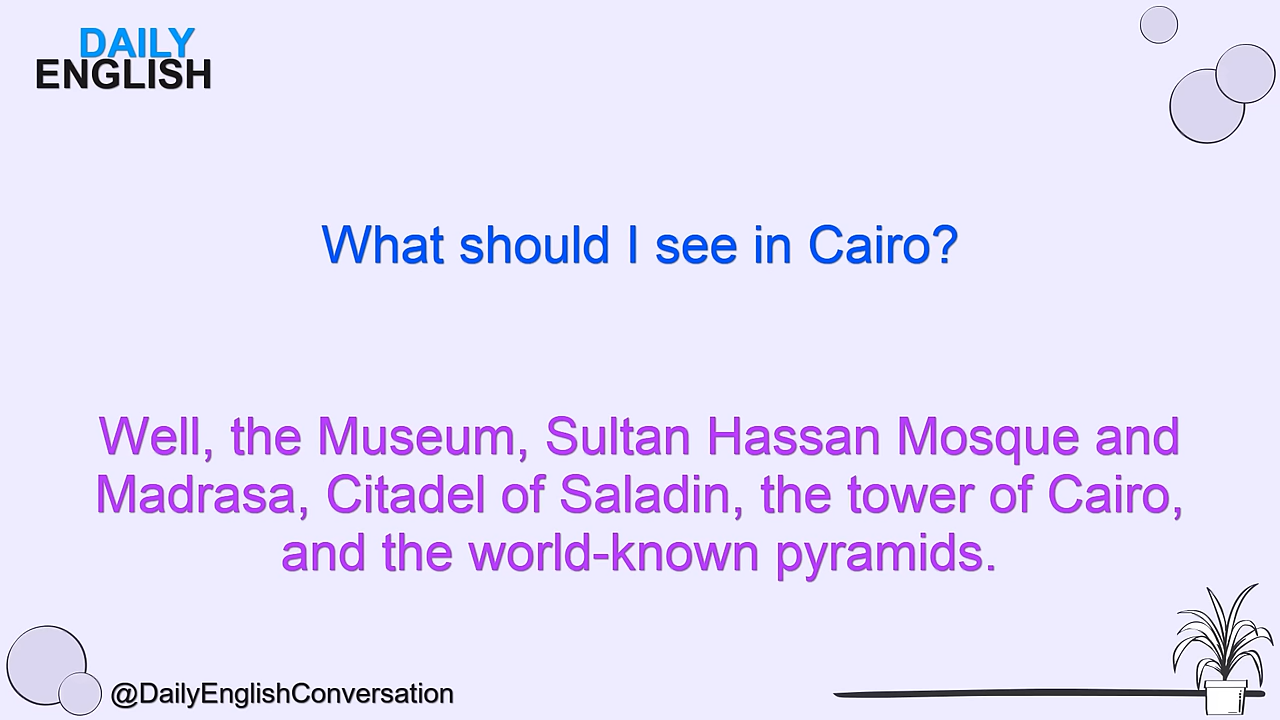 DAILY
ENGLISH
What should I see in Cairo?
Well, the Museum, Sultan Hassan Mosque and
Madrasa, Citadel of Saladin, the tower of Cairo,
and the world-known pyramids.
@DailyEnglishConversation